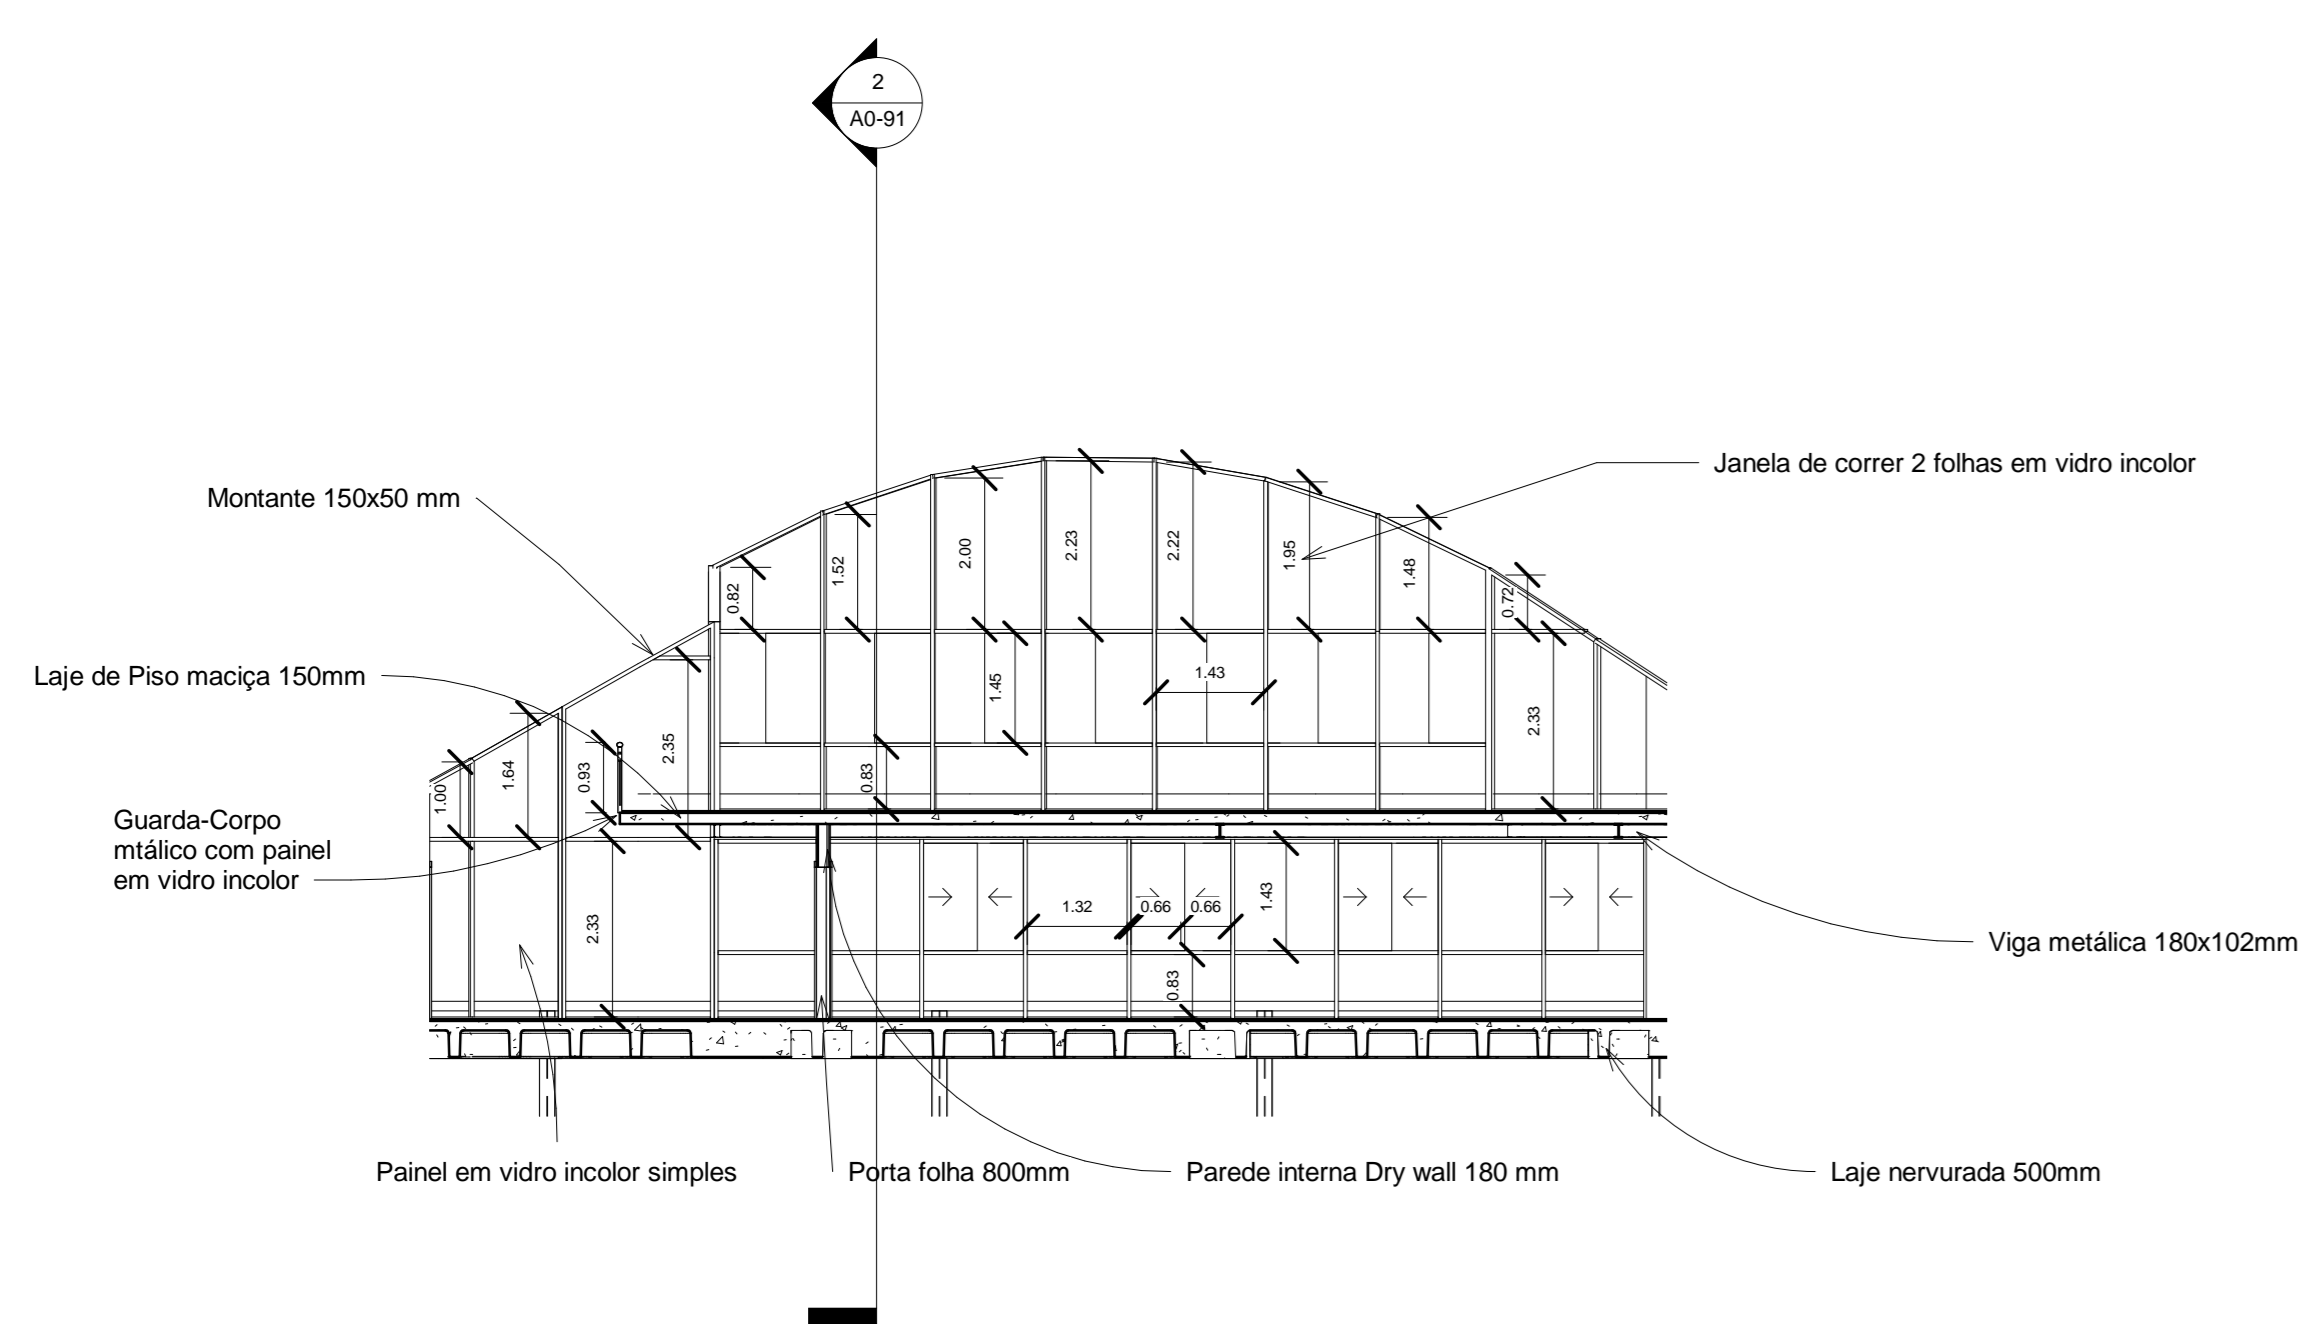 2
A0-91
Janela de correr 2 folhas em vidro incolor
Montante 150x50 mm
2.23
2.22
2.00
1.95
1.52
1.48
0.82
0.72
Laje de Piso maciça 150mm
1.45
1.43
2.33
2.35
1.64
0.93
0.83
1.00
Guarda-Corpo
mtálico com painel
em vidro incolor
1.32
0.66
0.66
1.43
2.33
Viga metálica 180x102mm
0.83
Painel em vidro incolor simples
Porta folha 800mm
Parede interna Dry wall 180 mm
Laje nervurada 500mm